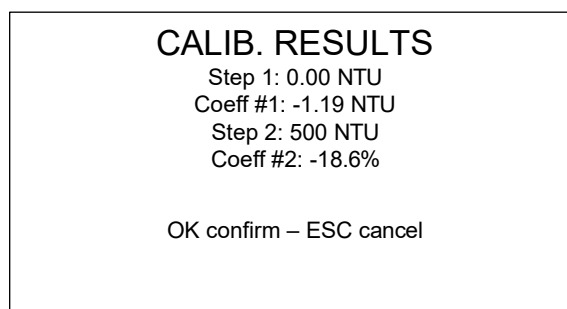 CALIB. RESULTS
Step 1: 0.00 NTU
Coeff #1: -1.19 NTU
Step 2: 500 NTU
Coeff #2: -18.6%
OK confirm – ESC cancel